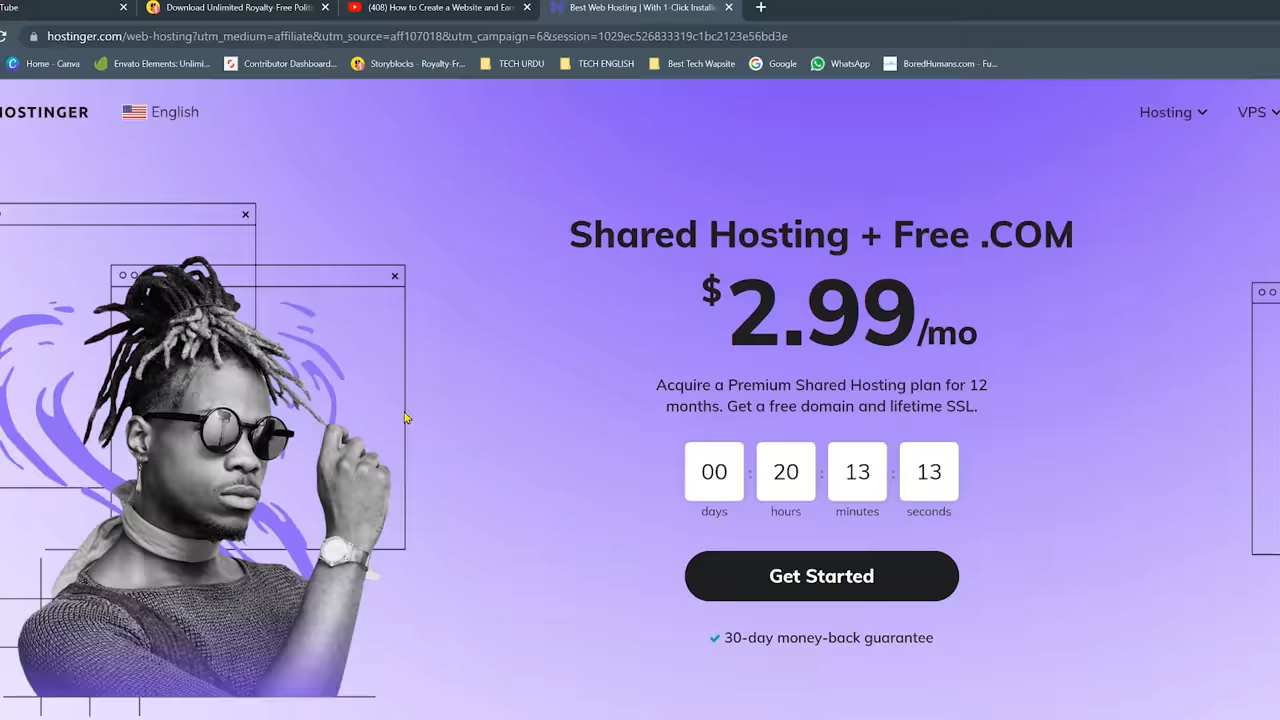 Tube
Download Unlimited Royalty-Free Politi
(408) How to Create a Website and Earn
Best Web Hosting | With 1-Click Installe
hostinger.com/web-hosting?utm_medium=affiliate&utm_source=aff107018&utm_campaign=6&session=1029ec526833319c1bc2123e56bd3e
Home - Canva
Envato Elements: Unlimi...
Contributor Dashboard...
Storyblocks - Royalty-Fr...
TECH URDU
TECH ENGLISH
Best Tech Wapsite
Google
WhatsApp
BoredHumans.com - Fu...
HOSTINGER
English
Hosting
VPS
Shared Hosting + Free .COM
$2.99/mo
Acquire a Premium Shared Hosting plan for 12
months. Get a free domain and lifetime SSL.
00 : 20 : 13 : 13
days hours minutes seconds
Get Started
30-day money-back guarantee